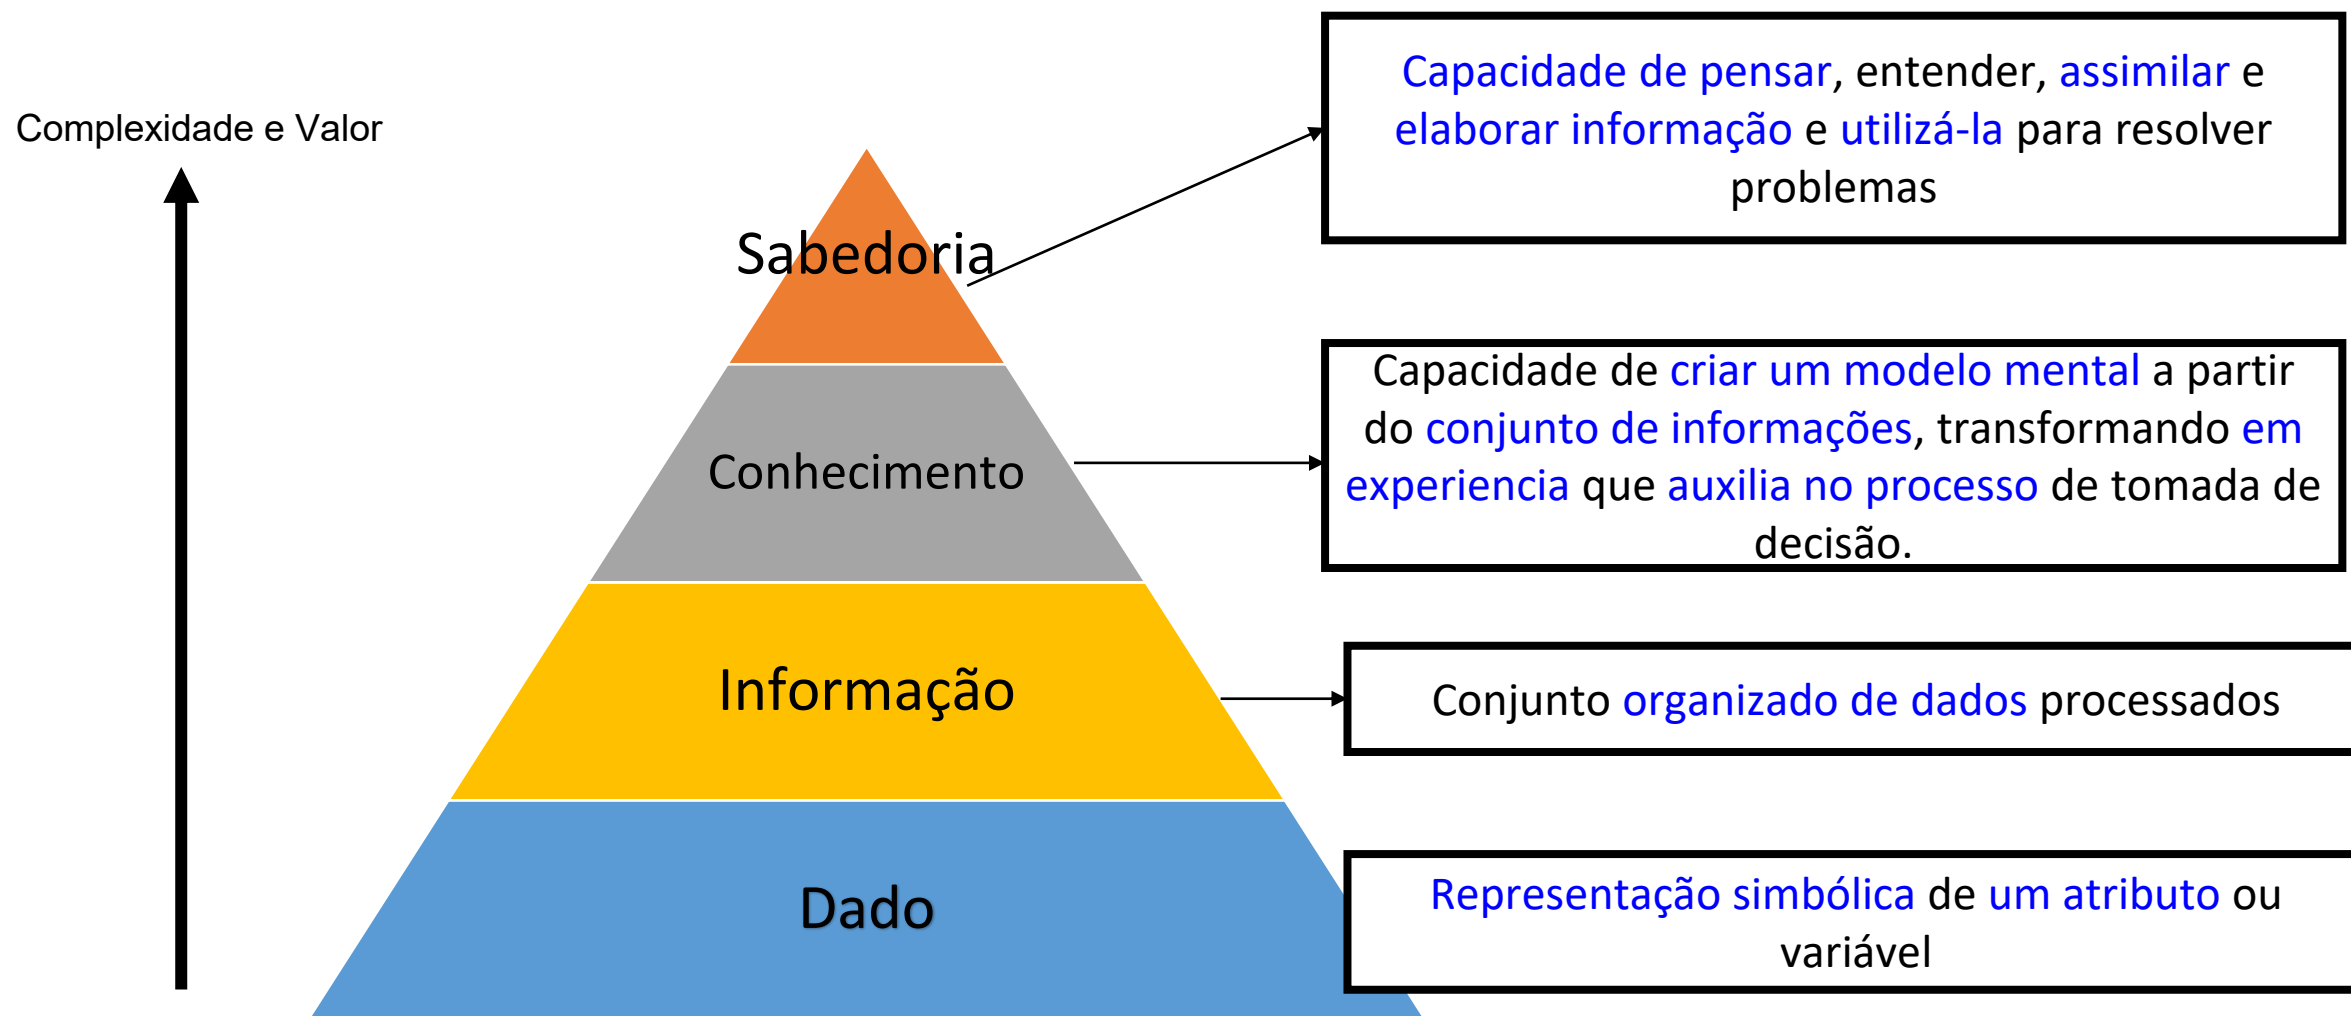 Complexidade e Valor
Capacidade de pensar, entender, assimilar e
elaborar informação e utilizá-la para resolver
problemas
Sabedoria
Capacidade de criar um modelo mental a partir
do conjunto de informações, transformando em
experiencia que auxilia no processo de tomada de
decisão.
Conhecimento
Informação
Conjunto organizado de dados processados
Dado
Representação simbólica de um atributo ou
variável